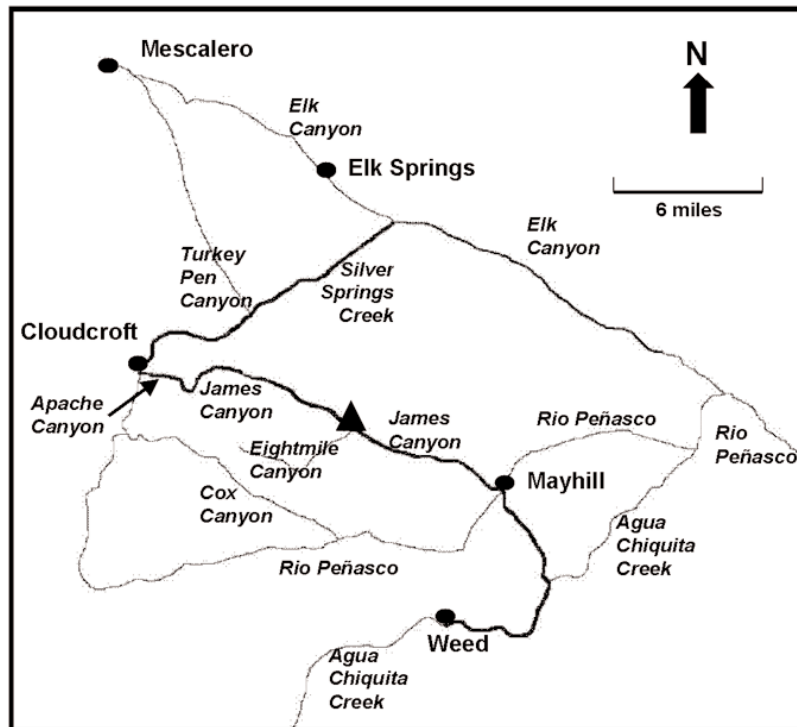 Mescalero
N
Elk
Canyon
Elk Springs
6 miles
Elk
Canyon
Turkey
Pen
Canyon
Silver
Springs
Creek
Cloudcroft
Apache
Canyon
James
Canyon
James
Canyon
Rio Peñasco
Rio
Peñasco
Eightmile
Canyon
Mayhill
Cox
Canyon
Agua
Chiquita
Creek
Rio Peñasco
Weed
Agua
Chiquita
Creek